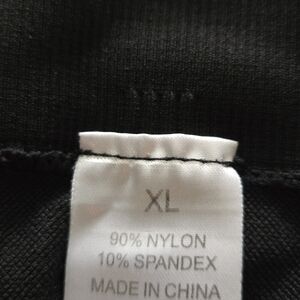 XL
90% NYLON
10% SPANDEX
MADE IN CHINA